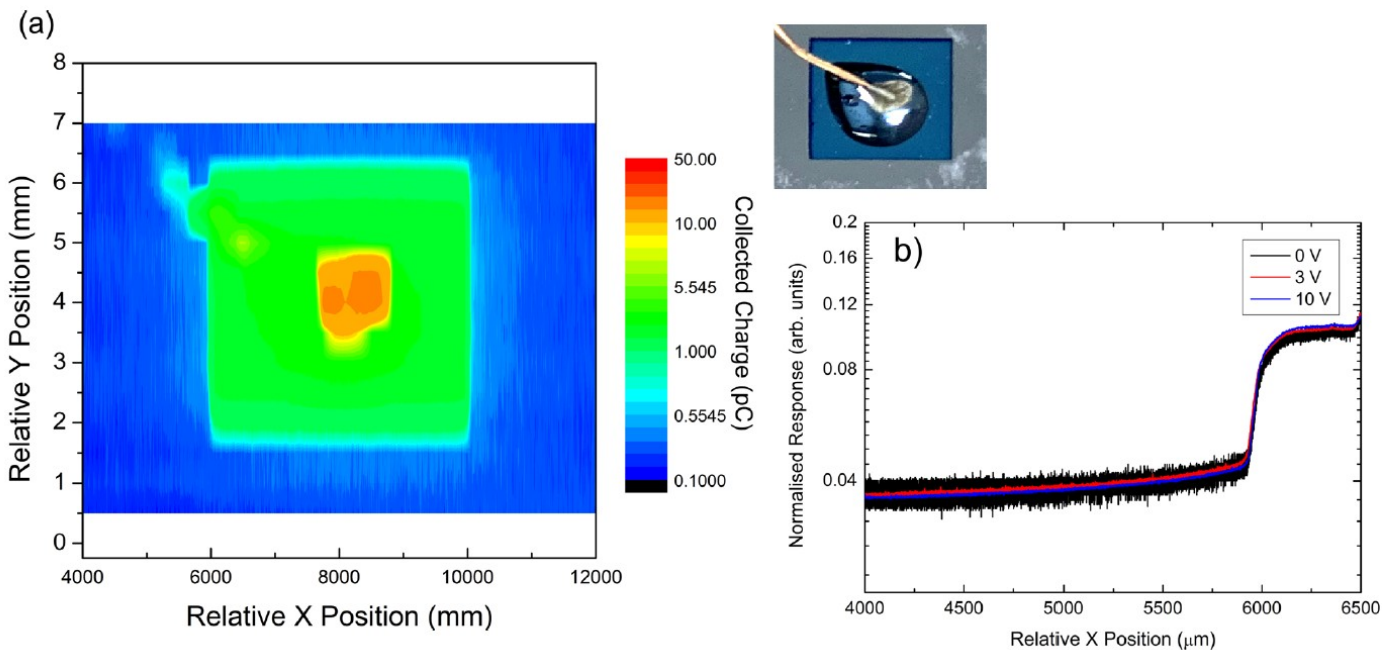 (a)
8
7
6
5
4
3
2
1
0
4000 6000 8000 10000 12000
Relative X Position (mm)
Relative Y Position (mm)
50.00
10.00
5.545
1.000
0.5545
0.1000
Collected Charge (pC)
b)
0 V
3 V
10 V
0.2
0.16
0.12
0.08
0.04
4000 4500 5000 5500 6000 6500
Relative X Position (μm)
Normalised Response (arb. units)